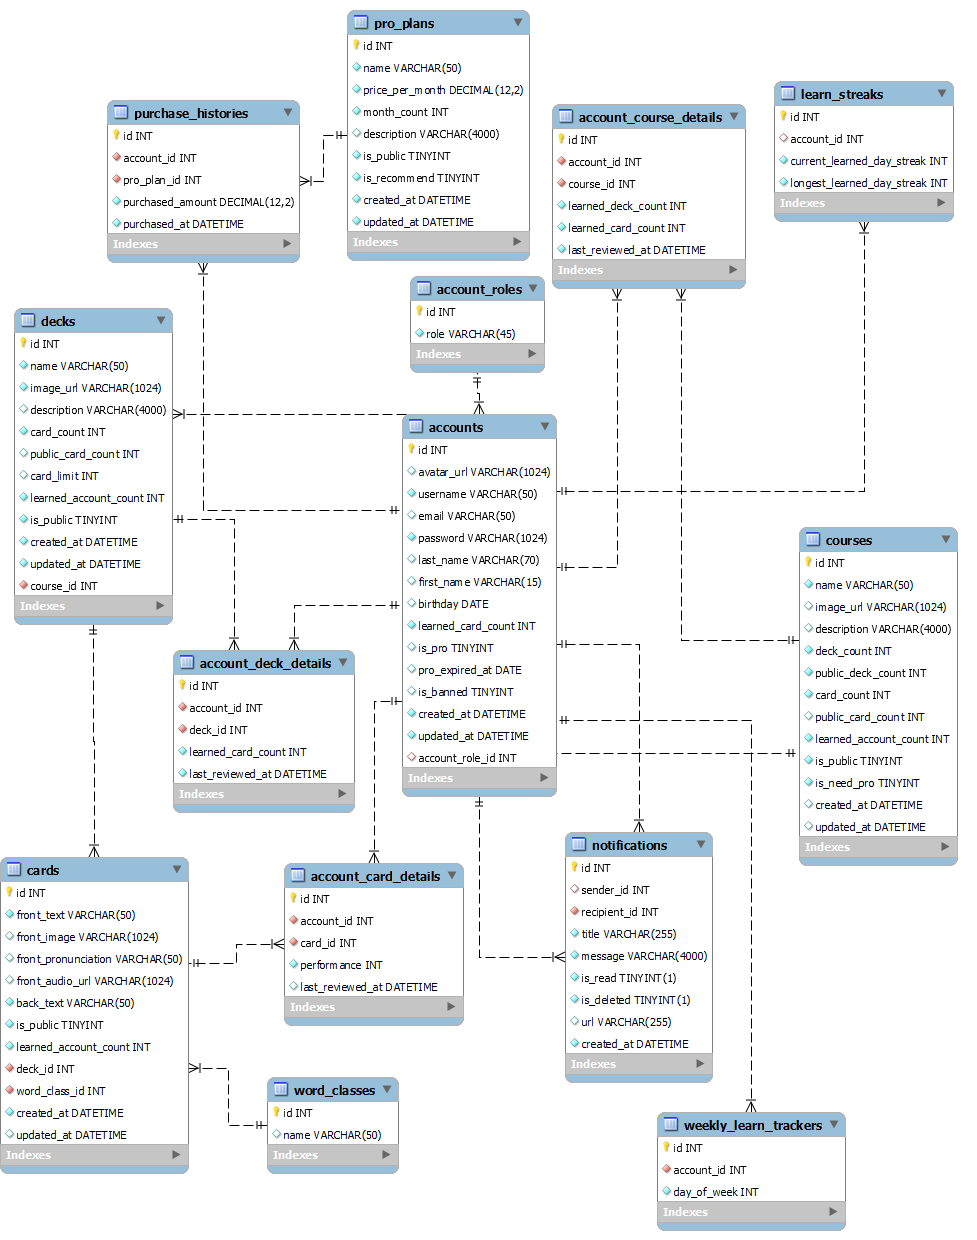 pro_plans
id INT
name VARCHAR(50)
price_per_month DECIMAL(12,2)
month_count INT
description VARCHAR(4000)
is_public TINYINT
is_recommend TINYINT
created_at DATETIME
updated_at DATETIME
Indexes
purchase_histories
id INT
account_id INT
pro_plan_id INT
purchased_amount DECIMAL(12,2)
purchased_at DATETIME
Indexes
account_course_details
id INT
account_id INT
course_id INT
learned_deck_count INT
learned_card_count INT
last_reviewed_at DATETIME
Indexes
learn_streaks
id INT
account_id INT
current_learned_day_streak INT
longest_learned_day_streak INT
Indexes
account_roles
id INT
role VARCHAR(45)
Indexes
decks
id INT
name VARCHAR(50)
image_url VARCHAR(1024)
description VARCHAR(4000)
card_count INT
public_card_count INT
card_limit INT
learned_account_count INT
is_public TINYINT
created_at DATETIME
updated_at DATETIME
course_id INT
Indexes
accounts
id INT
avatar_url VARCHAR(1024)
username VARCHAR(50)
email VARCHAR(50)
password VARCHAR(1024)
last_name VARCHAR(70)
first_name VARCHAR(15)
birthday DATE
learned_card_count INT
is_pro TINYINT
pro_expired_at DATE
is_banned TINYINT
created_at DATETIME
updated_at DATETIME
account_role_id INT
Indexes
courses
id INT
name VARCHAR(50)
image_url VARCHAR(1024)
description VARCHAR(4000)
deck_count INT
public_deck_count INT
card_count INT
public_card_count INT
learned_account_count INT
is_public TINYINT
is_need_pro TINYINT
created_at DATETIME
updated_at DATETIME
Indexes
account_deck_details
id INT
account_id INT
deck_id INT
learned_card_count INT
last_reviewed_at DATETIME
Indexes
cards
id INT
front_text VARCHAR(50)
front_image VARCHAR(1024)
front_pronunciation VARCHAR(50)
front_audio_url VARCHAR(1024)
back_text VARCHAR(50)
is_public TINYINT
learned_account_count INT
deck_id INT
word_class_id INT
created_at DATETIME
updated_at DATETIME
Indexes
account_card_details
id INT
account_id INT
card_id INT
performance INT
last_reviewed_at DATETIME
Indexes
notifications
id INT
sender_id INT
recipient_id INT
title VARCHAR(255)
message VARCHAR(4000)
is_read TINYINT(1)
is_deleted TINYINT(1)
url VARCHAR(255)
created_at DATETIME
Indexes
word_classes
id INT
name VARCHAR(50)
Indexes
weekly_learn_trackers
id INT
account_id INT
day_of_week INT
Indexes